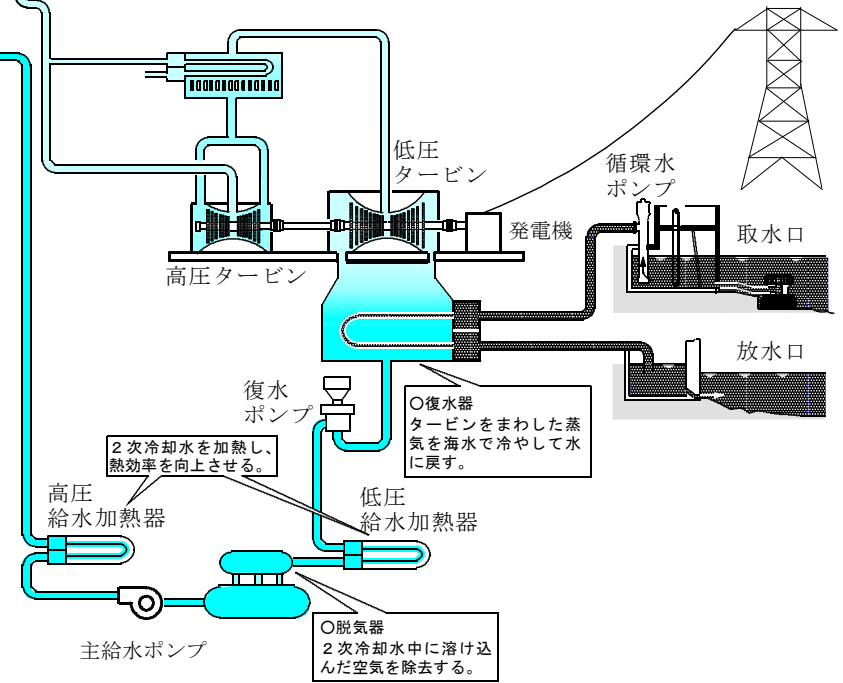 低圧
タービン
循環水
ポンプ
発電機
取水口
高圧タービン
放水口
復水
ポンプ
○復水器
タービンをまわした蒸
気を海水で冷やして水
に戻す。
２次冷却水を加熱し、
熱効率を向上させる。
高圧
給水加熱器
低圧
給水加熱器
○脱気器
２次冷却水中に溶け込
んだ空気を除去する。
主給水ポンプ